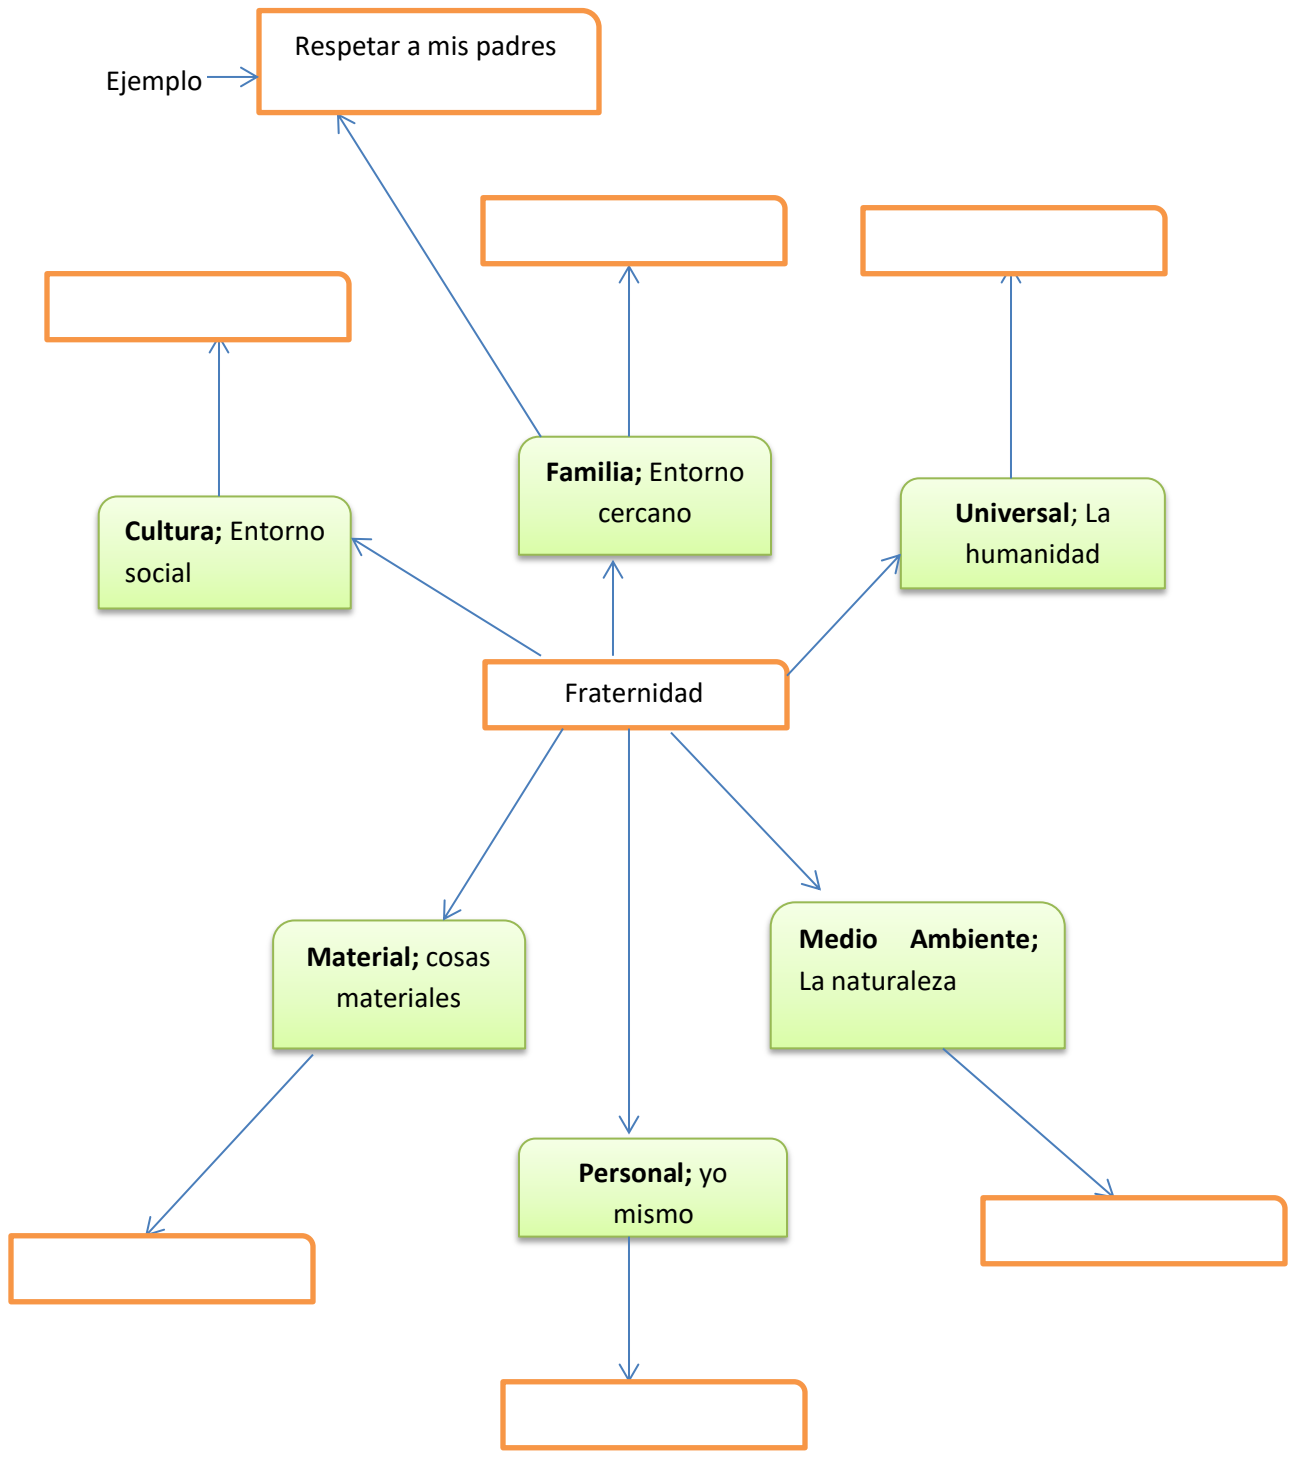 Respetar a mis padres
Ejemplo
Familia; Entorno
cercano
Cultura; Entorno
social
Universal; La
humanidad
Fraternidad
Material; cosas
materiales
Medio Ambiente;
La naturaleza
Personal; yo
mismo